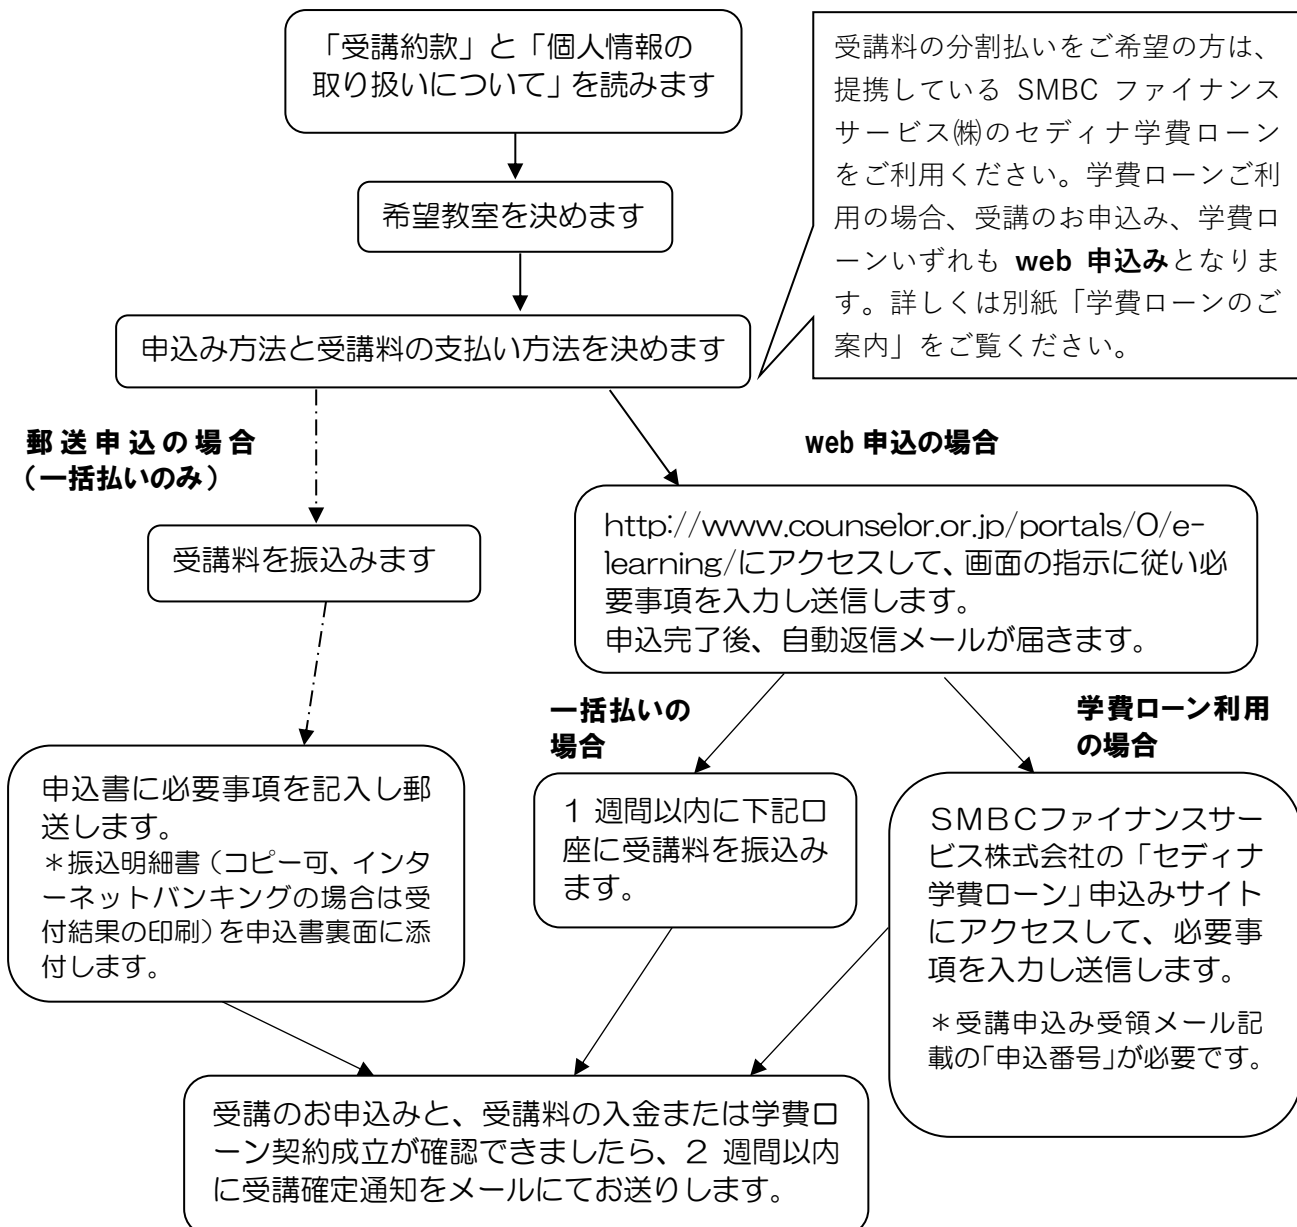 「受講約款」と「個人情報の
取り扱いについて」を読みます
受講料の分割払いをご希望の方は、
提携している SMBC ファイナンス
サービス㈱のセディナ学費ローン
をご利用ください。学費ローンご利
用の場合、受講のお申込み、学費ロ
ーンいずれも web 申込みとなりま
す。詳しくは別紙「学費ローンのご
案内」をご覧ください。
希望教室を決めます
申込み方法と受講料の支払い方法を決めます
郵送申込の場合
（一括払いのみ）
web 申込の場合
受講料を振込みます
http://www.counselor.or.jp/portals/0/e-
learning/にアクセスして、画面の指示に従い必
要事項を入力し送信します。
申込完了後、自動返信メールが届きます。
一括払いの
場合
学費ローン利用
の場合
申込書に必要事項を記入し郵
送します。
＊振込明細書（コピー可、インタ
ーネットバンキングの場合は受
付結果の印刷）を申込書裏面に添
付します。
1 週間以内に下記口
座に受講料を振込み
ます。
ＳＭＢＣファイナンスサー
ビス株式会社の「セディナ
学費ローン」申込みサイト
にアクセスして、必要事
項を入力し送信します。
＊受講申込み受領メール記
載の「申込番号」が必要です。
受講のお申込みと、受講料の入金または学費ロ
ーン契約成立が確認できましたら、2 週間以内
に受講確定通知をメールにてお送りします。